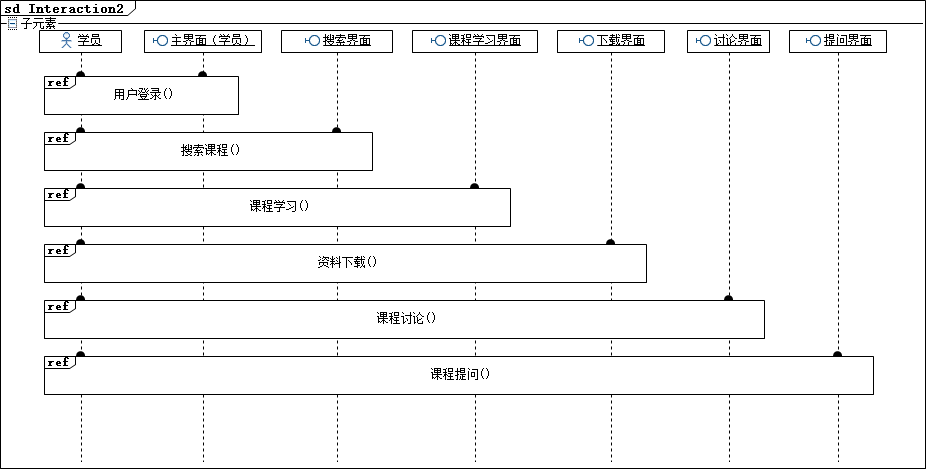 sd Interaction2
子元素
学员
主界面（学员）
搜索界面
课程学习界面
下载界面
讨论界面
提问界面
ref
用户登录()
ref
搜索课程()
ref
课程学习()
ref
资料下载()
ref
课程讨论()
ref
课程提问()